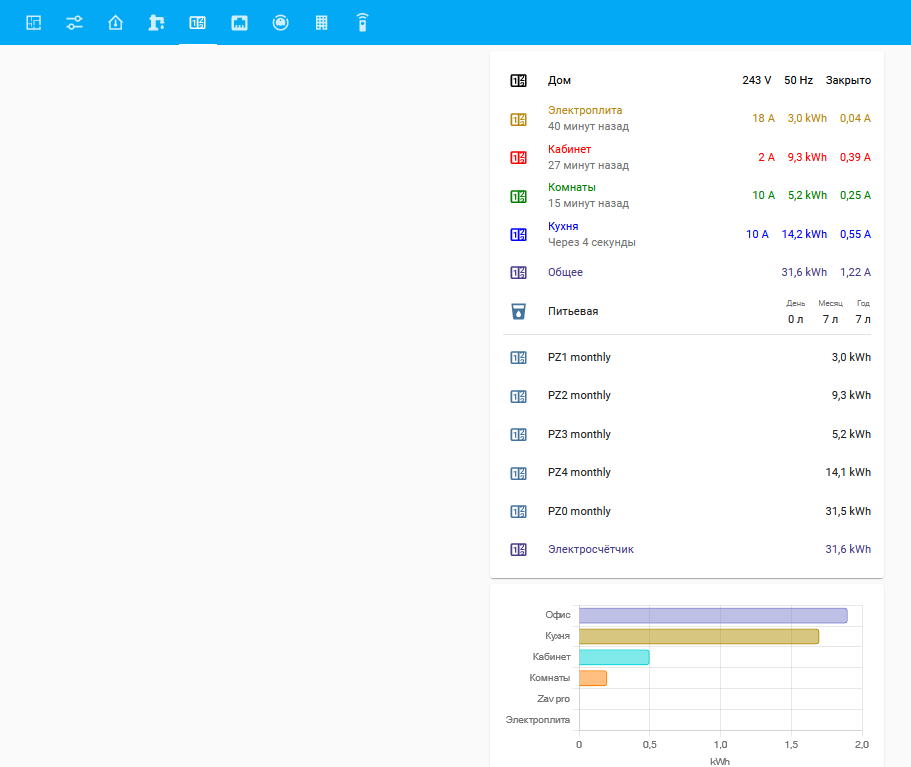 Дом 243 V 50 Hz Закрыто
Электроплита 18 A 3,0 kWh 0,04 A
40 минут назад
Кабинет 2 A 9,3 kWh 0,39 A
27 минут назад
Комнаты 10 A 5,2 kWh 0,25 A
15 минут назад
Кухня 10 A 14,2 kWh 0,55 A
Через 4 секунды
Общее 31,6 kWh 1,22 A
День Месяц Год
Питьевая 0 л 7 л 7 л
PZ1 monthly 3,0 kWh
PZ2 monthly 9,3 kWh
PZ3 monthly 5,2 kWh
PZ4 monthly 14,1 kWh
PZ0 monthly 31,5 kWh
Электросчётчик 31,6 kWh
Офис
Кухня
Кабинет
Комнаты
Zav pro
Электроплита
0 0,5 1,0 1,5 2,0
kWh